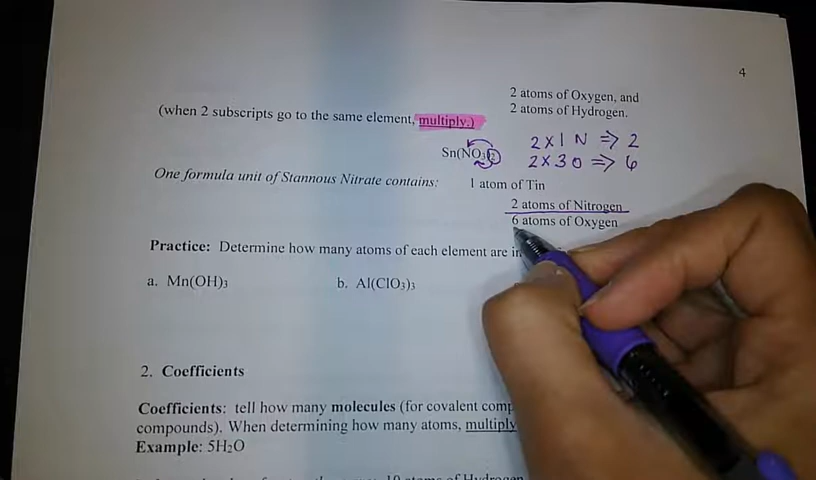 4
2 atoms of Oxygen, and
(when 2 subscripts go to the same element, multiply.) 2 atoms of Hydrogen.
2 x 1 N ⇒ 2
Sn(NO₃)₂ 2 x 3 O ⇒ 6
One formula unit of Stannous Nitrate contains: 1 atom of Tin
2 atoms of Nitrogen
6 atoms of Oxygen
Practice: Determine how many atoms of each element are in
a. Mn(OH)₃ b. Al(ClO₃)₃
2. Coefficients
Coefficients: tell how many molecules (for covalent comp
compounds). When determining how many atoms, multiply
Example: 5H₂O
10 atoms of Hydrogen